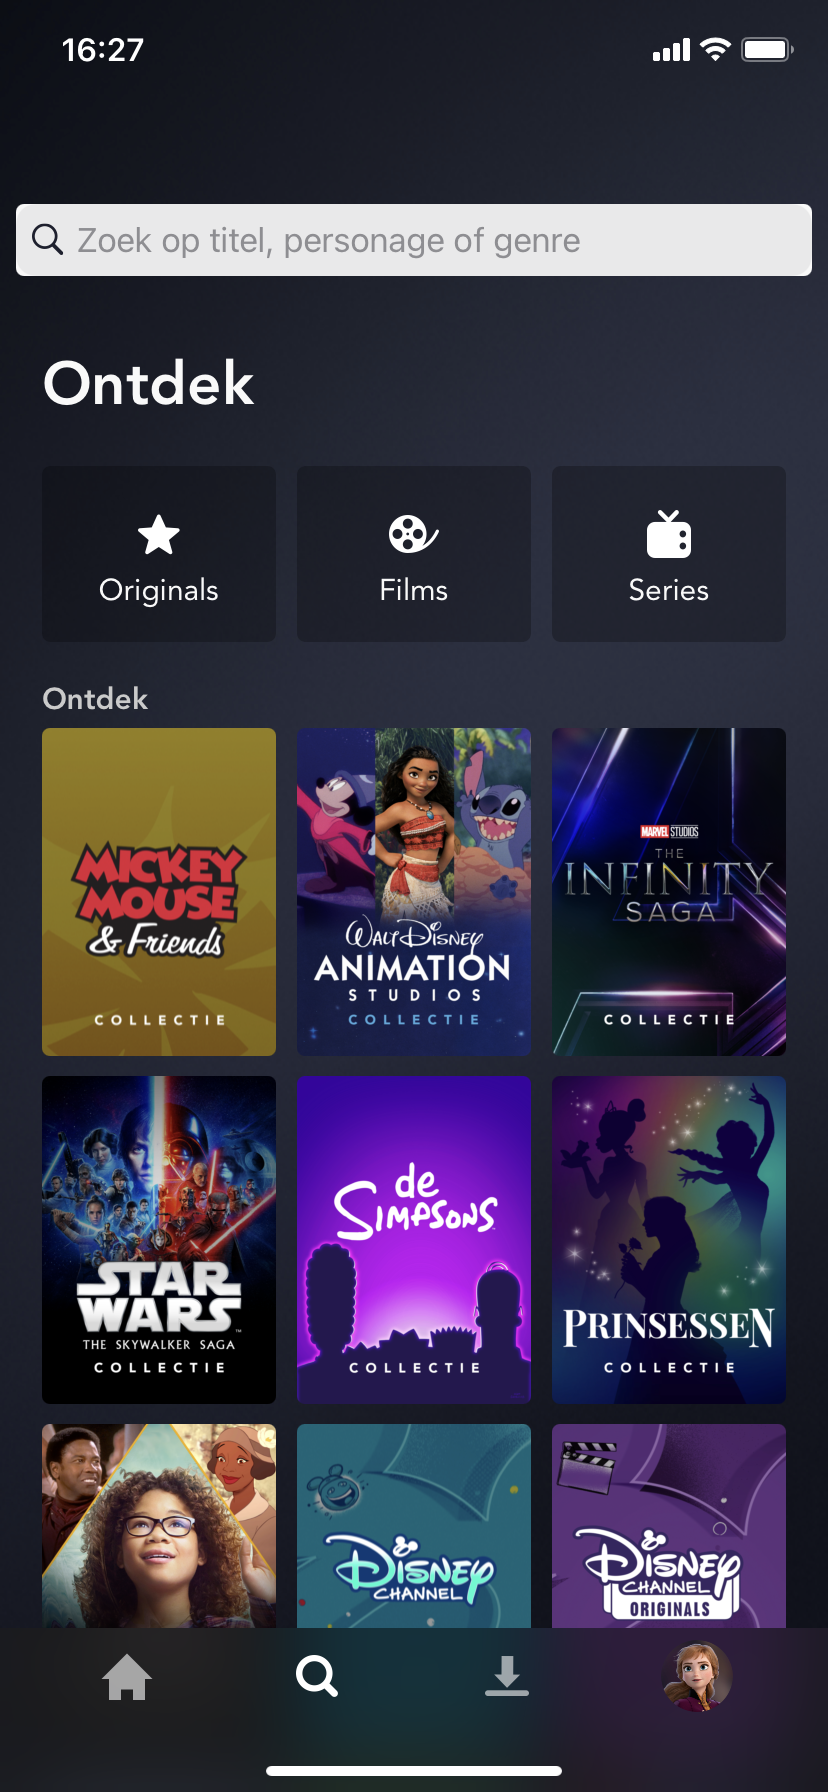 16:27
Zoek op titel, personage of genre
Ontdek
Originals
Films
Series
Ontdek
MICKEY
MOUSE
& Friends
COLLECTIE
WALT DISNEY
ANIMATION
STUDIOS
COLLECTIE
MARVEL STUDIOS
THE
INFINITY
SAGA
COLLECTIE
STAR
WARS
THE SKYWALKER SAGA
COLLECTIE
de
SIMPSONS
COLLECTIE
PRINSESSEN
COLLECTIE
DISNEY
CHANNEL
DISNEY
CHANNEL
ORIGINALS